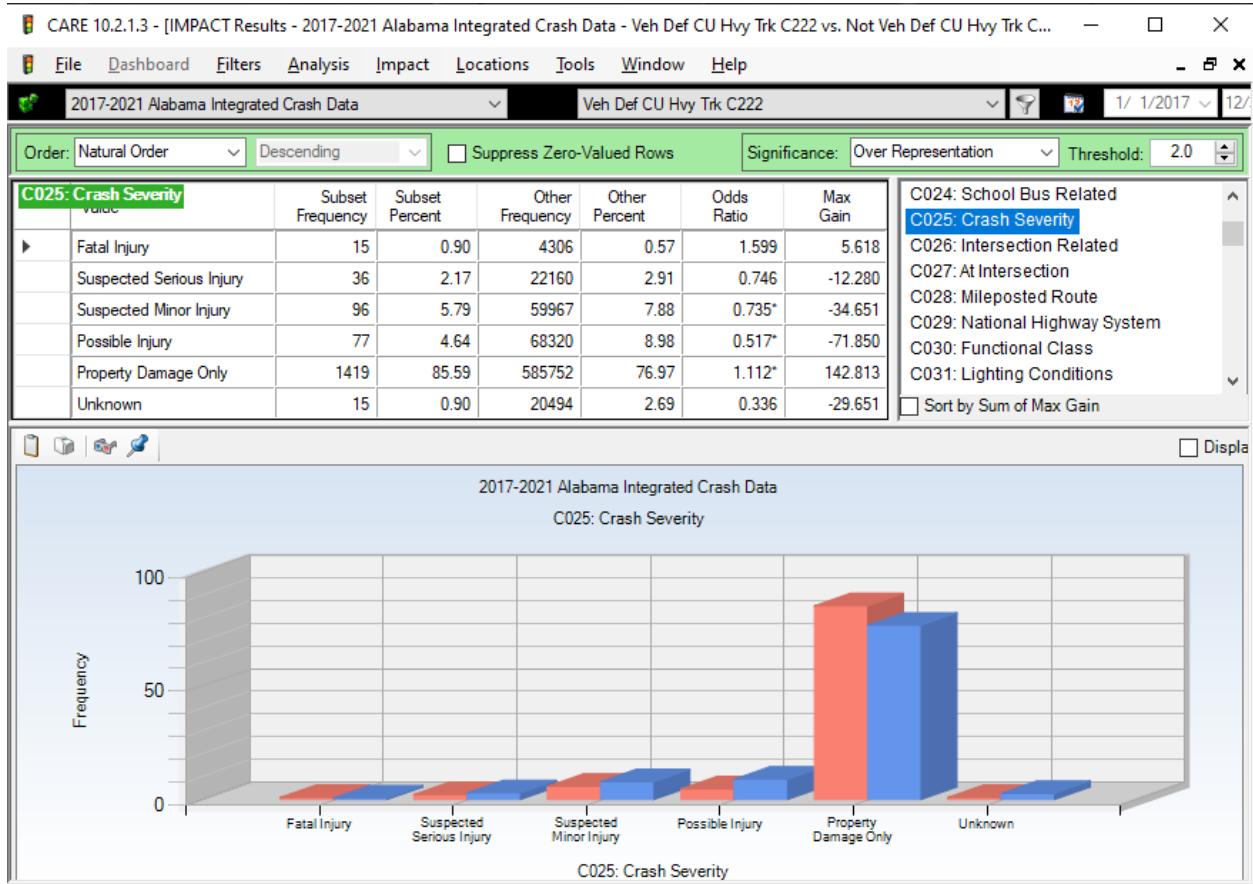 CARE 10.2.1.3 - [IMPACT Results - 2017-2021 Alabama Integrated Crash Data - Veh Def CU Hvy Trk C222 vs. Not Veh Def CU Hvy Trk C...
File Dashboard Filters Analysis Impact Locations Tools Window Help
2017-2021 Alabama Integrated Crash Data Veh Def CU Hvy Trk C222 1/ 1/2017 12/
Order: Natural Order Descending Suppress Zero-Valued Rows Significance: Over Representation Threshold: 2.0
C025: Crash Severity Subset Frequency Subset Percent Other Frequency Other Percent Odds Ratio Max Gain
Fatal Injury 15 0.90 4306 0.57 1.599 5.618
Suspected Serious Injury 36 2.17 22160 2.91 0.746 -12.280
Suspected Minor Injury 96 5.79 59967 7.88 0.735* -34.651
Possible Injury 77 4.64 68320 8.98 0.517* -71.850
Property Damage Only 1419 85.59 585752 76.97 1.112* 142.813
Unknown 15 0.90 20494 2.69 0.336 -29.651
C024: School Bus Related
C025: Crash Severity
C026: Intersection Related
C027: At Intersection
C028: Mileposted Route
C029: National Highway System
C030: Functional Class
C031: Lighting Conditions
Sort by Sum of Max Gain
Displa
2017-2021 Alabama Integrated Crash Data
C025: Crash Severity
100
50
0
Frequency
Fatal Injury Suspected Serious Injury Suspected Minor Injury Possible Injury Property Damage Only Unknown
C025: Crash Severity